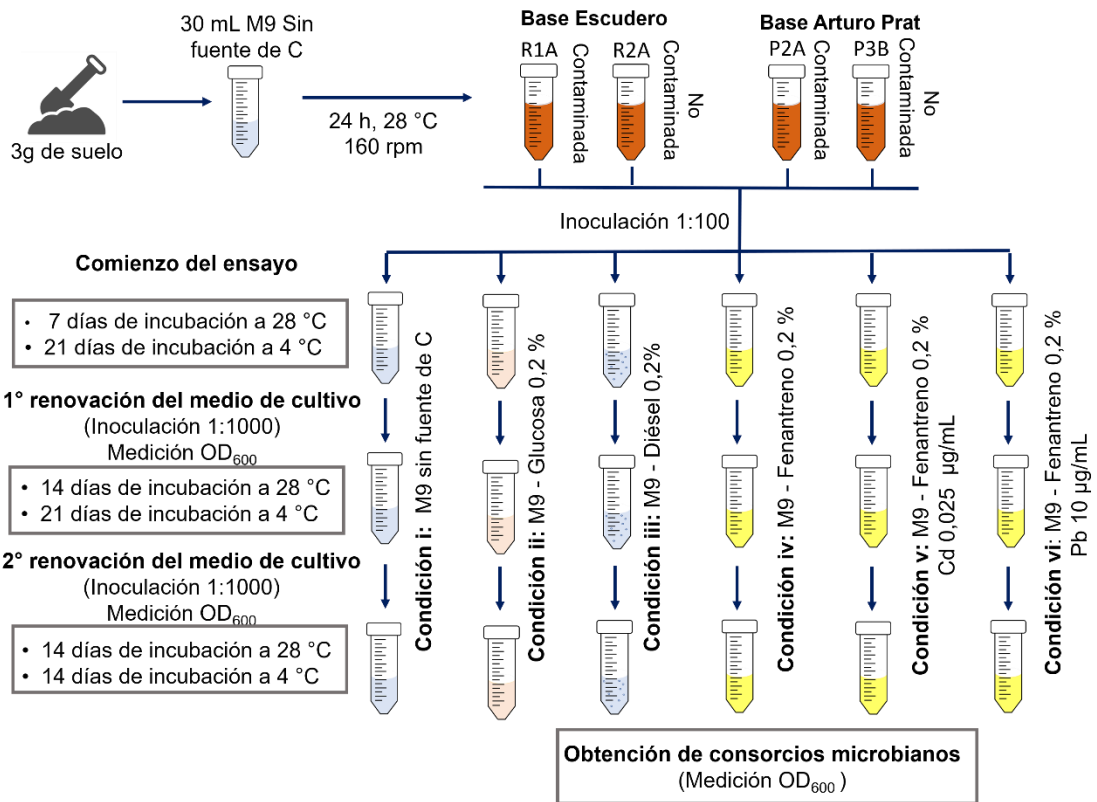 30 mL M9 Sin
fuente de C
3g de suelo
24 h, 28 °C
160 rpm
Base Escudero
R1A
Contaminada
R2A
No
Contaminada
Base Arturo Prat
P2A
Contaminada
P3B
No
Contaminada
Inoculación 1:100
Comienzo del ensayo
• 7 días de incubación a 28 °C
• 21 días de incubación a 4 °C
1° renovación del medio de cultivo
(Inoculación 1:1000)
Medición OD600
• 14 días de incubación a 28 °C
• 21 días de incubación a 4 °C
2° renovación del medio de cultivo
(Inoculación 1:1000)
Medición OD600
• 14 días de incubación a 28 °C
• 14 días de incubación a 4 °C
Condición i: M9 sin fuente de C
Condición ii: M9 - Glucosa 0,2 %
Condición iii: M9 - Diésel 0,2%
Condición iv: M9 - Fenantreno 0,2 %
Condición v: M9 - Fenantreno 0,2 %
Cd 0,025 µg/mL
Condición vi: M9 - Fenantreno 0,2 %
Pb 10 µg/mL
Obtención de consorcios microbianos
(Medición OD600 )